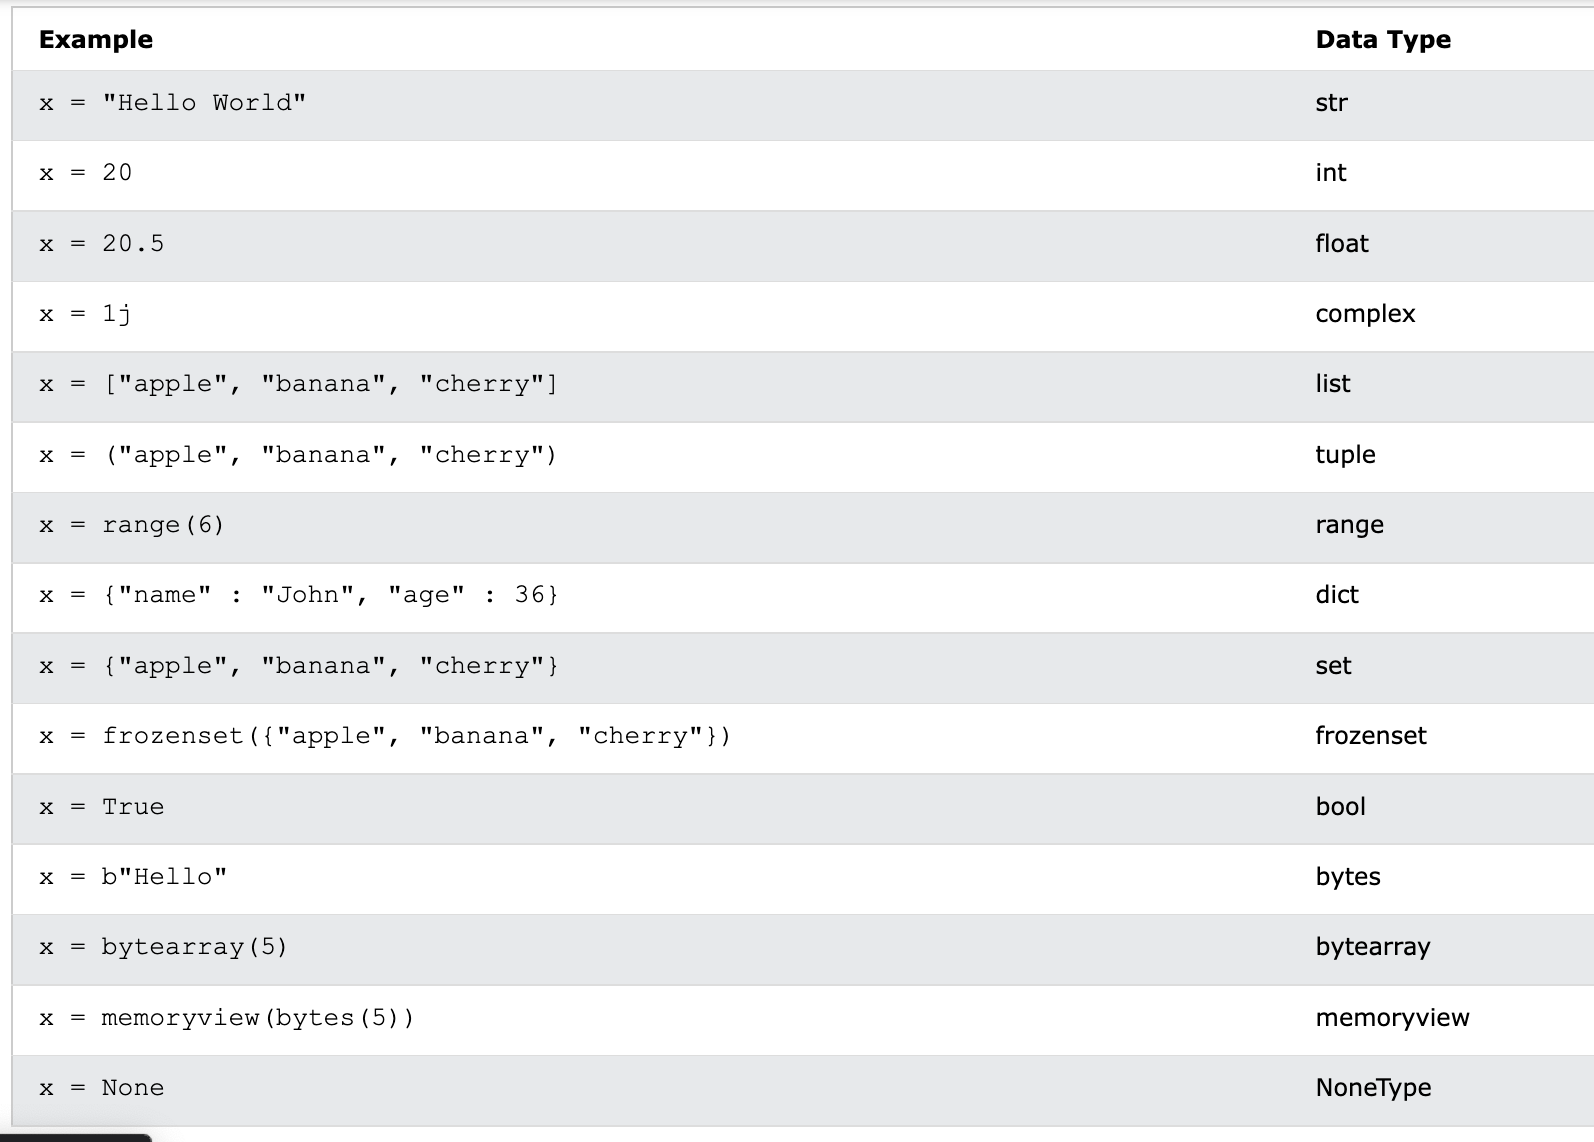 Example Data Type
x = "Hello World" str
x = 20 int
x = 20.5 float
x = 1j complex
x = ["apple", "banana", "cherry"] list
x = ("apple", "banana", "cherry") tuple
x = range(6) range
x = {"name" : "John", "age" : 36} dict
x = {"apple", "banana", "cherry"} set
x = frozenset({"apple", "banana", "cherry"}) frozenset
x = True bool
x = b"Hello" bytes
x = bytearray(5) bytearray
x = memoryview(bytes(5)) memoryview
x = None NoneType